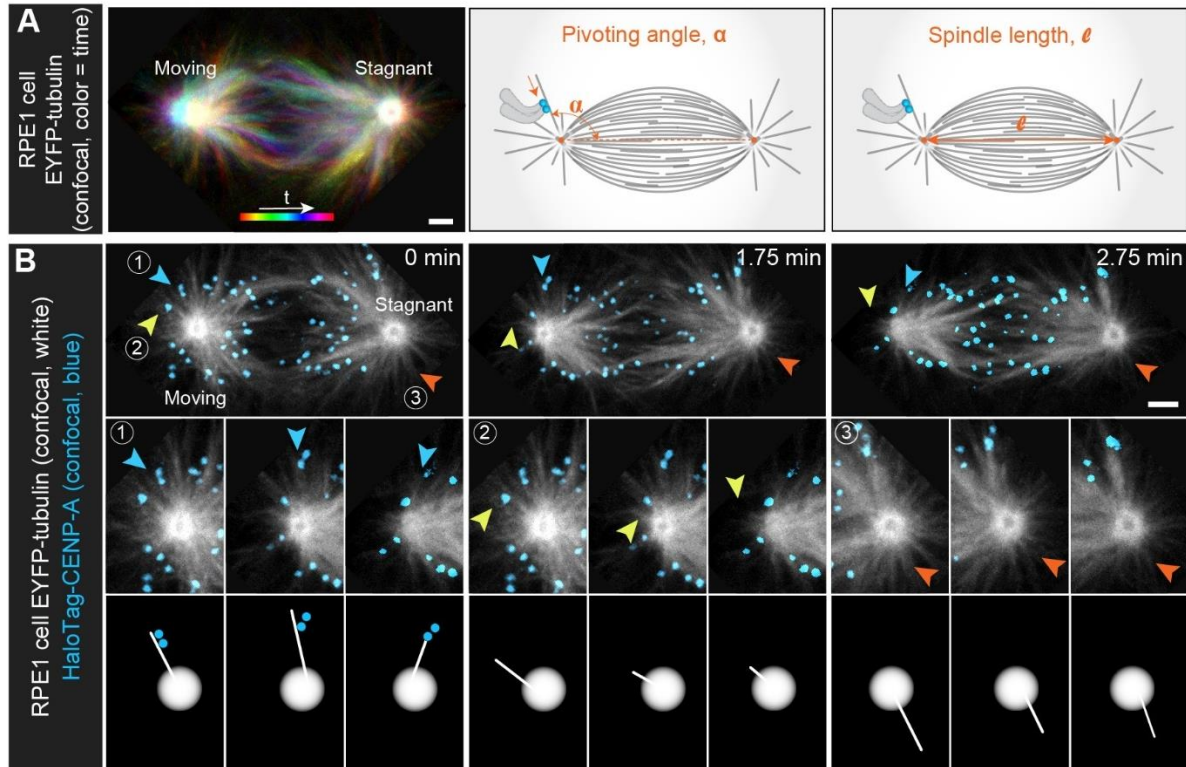 A
RPE1 cell
EYFP-tubulin
(confocal, color = time)
Moving
Stagnant
t
Pivoting angle, α
α
Spindle length, ℓ
ℓ
B
RPE1 cell EYFP-tubulin (confocal, white)
HaloTag-CENP-A (confocal, blue)
① 0 min
Stagnant
②
Moving ③
1.75 min
2.75 min
① ② ③